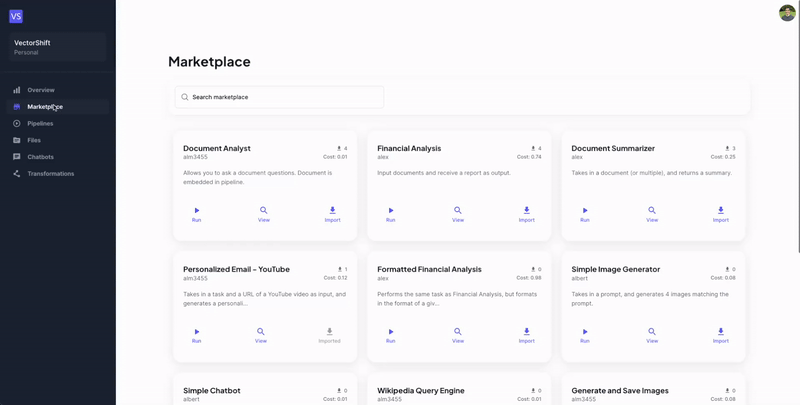 VS
VectorShift
Personal
Overview
Marketplace
Pipelines
Files
Chatbots
Transformations
Marketplace
Search marketplace
Document Analyst
4
alm3455
Cost: 0.01
Allows you to ask a document questions. Document is
embedded in pipeline.
Run
View
Import
Financial Analysis
4
alex
Cost: 0.74
Input documents and receive a report as output.
Run
View
Import
Document Summarizer
3
alex
Cost: 0.25
Takes in a document (or multiple), and returns a summary.
Run
View
Import
Personalized Email – YouTube
1
alm3455
Cost: 0.12
Takes in a task and a URL of a YouTube video as input, and
generates a personali...
Run
View
Imported
Formatted Financial Analysis
0
alex
Cost: 0.98
Performs the same task as Financial Analysis, but formats
in the format of a giv...
Run
View
Import
Simple Image Generator
0
albert
Cost: 0.08
Takes in a prompt, and generates 4 images matching the
prompt.
Run
View
Import
Simple Chatbot
0
albert
Cost: 0.01
Wikipedia Query Engine
0
alm3455
Cost: 0.01
Generate and Save Images
0
alm3455
Cost: 0.08